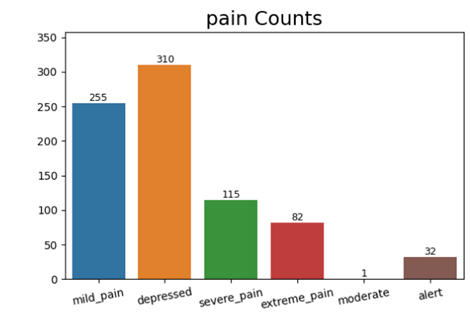 pain Counts
350
300
250
200
150
100
50
0
255
310
115
82
1
32
mild_pain
depressed
severe_pain
extreme_pain
moderate
alert